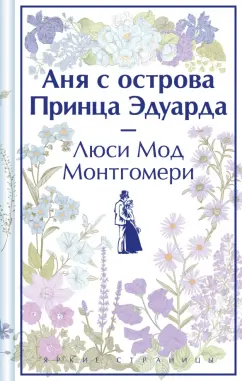 Аня с острова
Принца Эдуарда
Люси Мод
Монтгомери
ЯРКИЕ СТРАНИЦЫ